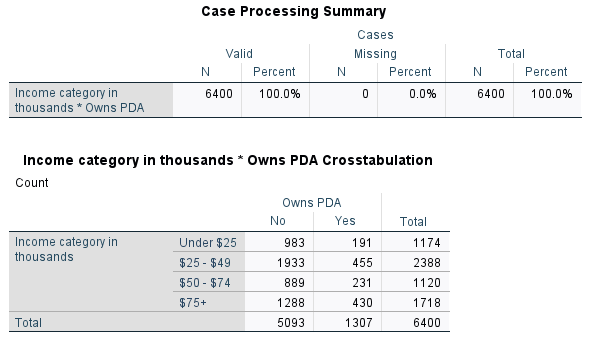 Case Processing Summary
Cases
Valid Missing Total
N Percent N Percent N Percent
Income category in
thousands * Owns PDA 6400 100.0% 0 0.0% 6400 100.0%
Income category in thousands * Owns PDA Crosstabulation
Count
Owns PDA
No Yes Total
Income category in
thousands Under $25 983 191 1174
$25 - $49 1933 455 2388
$50 - $74 889 231 1120
$75+ 1288 430 1718
Total 5093 1307 6400